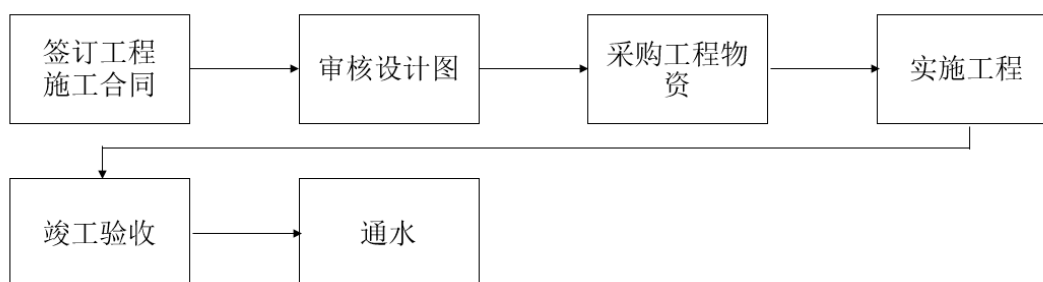 签订工程
施工合同
审核设计图
采购工程物
资
实施工程
竣工验收
通水